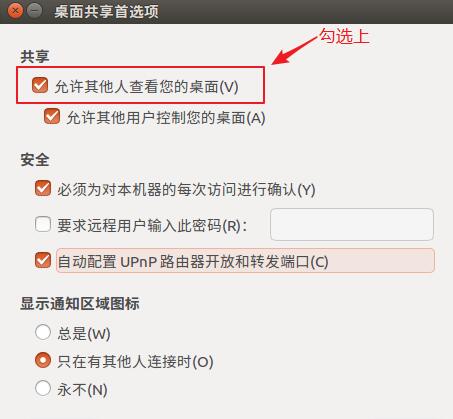 桌面共享首选项
勾选上
共享
允许其他人查看您的桌面(V)
允许其他用户控制您的桌面(A)
安全
必须为对本机器的每次访问进行确认(Y)
要求远程用户输入此密码(R):
自动配置 UPnP 路由器开放和转发端口(C)
显示通知区域图标
总是(W)
只在有其他人连接时(O)
永不(N)